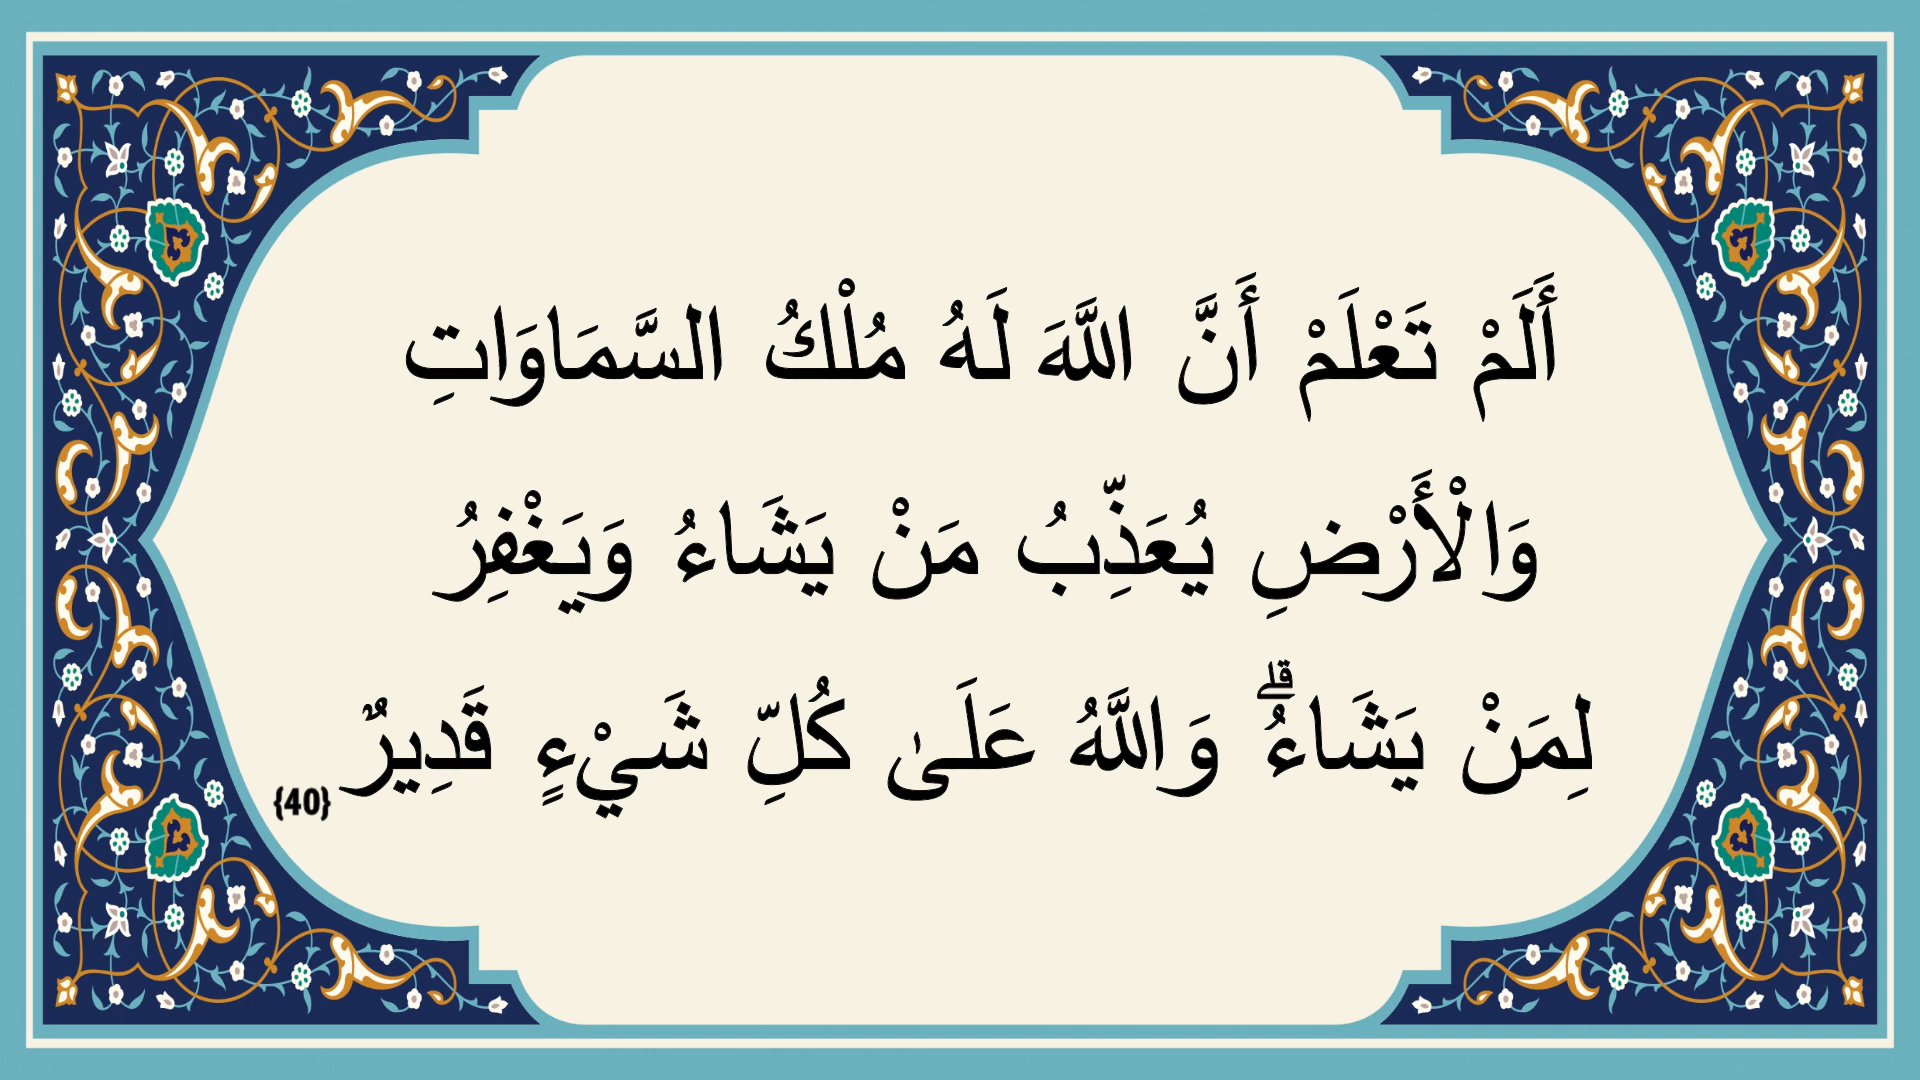 أَلَمْ تَعْلَمْ أَنَّ اللَّهَ لَهُ مُلْكُ السَّمَاوَاتِ
وَالْأَرْضِ يُعَذِّبُ مَنْ يَشَاءُ وَيَغْفِرُ
لِمَنْ يَشَاءُ ۗ وَاللَّهُ عَلَىٰ كُلِّ شَيْءٍ قَدِيرٌ {40}